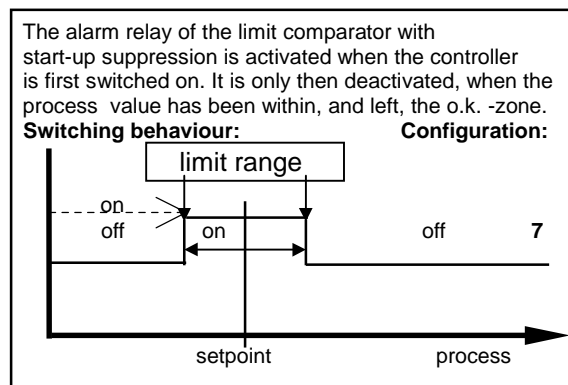 The alarm relay of the limit comparator with
start-up suppression is activated when the controller
is first switched on. It is only then deactivated, when the
process value has been within, and left, the o.k. -zone.
Switching behaviour: Configuration:
limit range
on
off on off 7
setpoint process